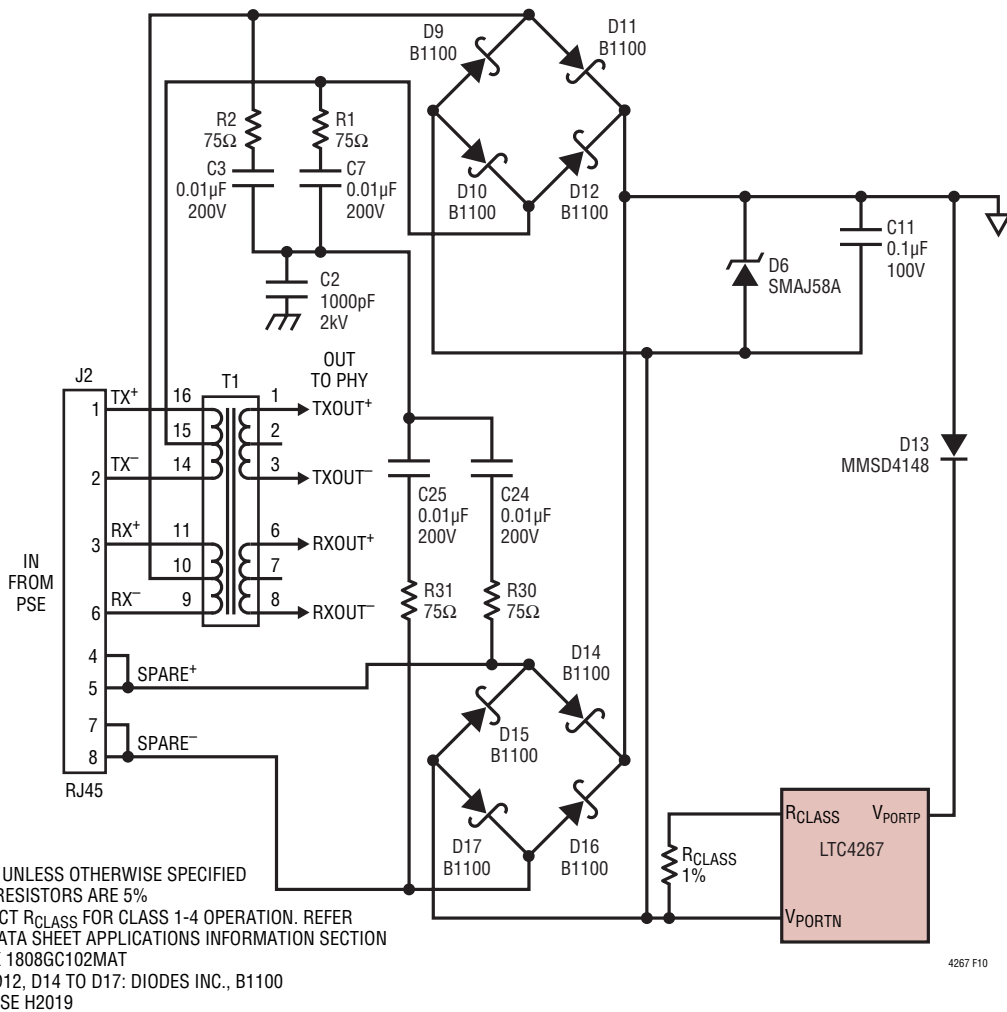 D9
B1100
D11
B1100
R2
75Ω
R1
75Ω
C3
0.01µF
200V
C7
0.01µF
200V
D10
B1100
D12
B1100
C11
0.1µF
100V
D6
SMAJ58A
C2
1000pF
2kV
J2
T1
OUT
TO PHY
1 TX+ 16 1 TXOUT+
15 2
2 TX– 14 3 TXOUT–
3 RX+ 11 6 RXOUT+
10 7
6 RX– 9 8 RXOUT–
IN
FROM
PSE
4
5 SPARE+
7
8 SPARE–
RJ45
D13
MMSD4148
C25
0.01µF
200V
C24
0.01µF
200V
R31
75Ω
R30
75Ω
D14
B1100
D15
B1100
D17
B1100
D16
B1100
RCLASS
1%
RCLASS VPORTP
LTC4267
VPORTN
UNLESS OTHERWISE SPECIFIED
RESISTORS ARE 5%
CT RCLASS FOR CLASS 1-4 OPERATION. REFER
ATA SHEET APPLICATIONS INFORMATION SECTION
1808GC102MAT
D12, D14 TO D17: DIODES INC., B1100
SE H2019
4267 F10